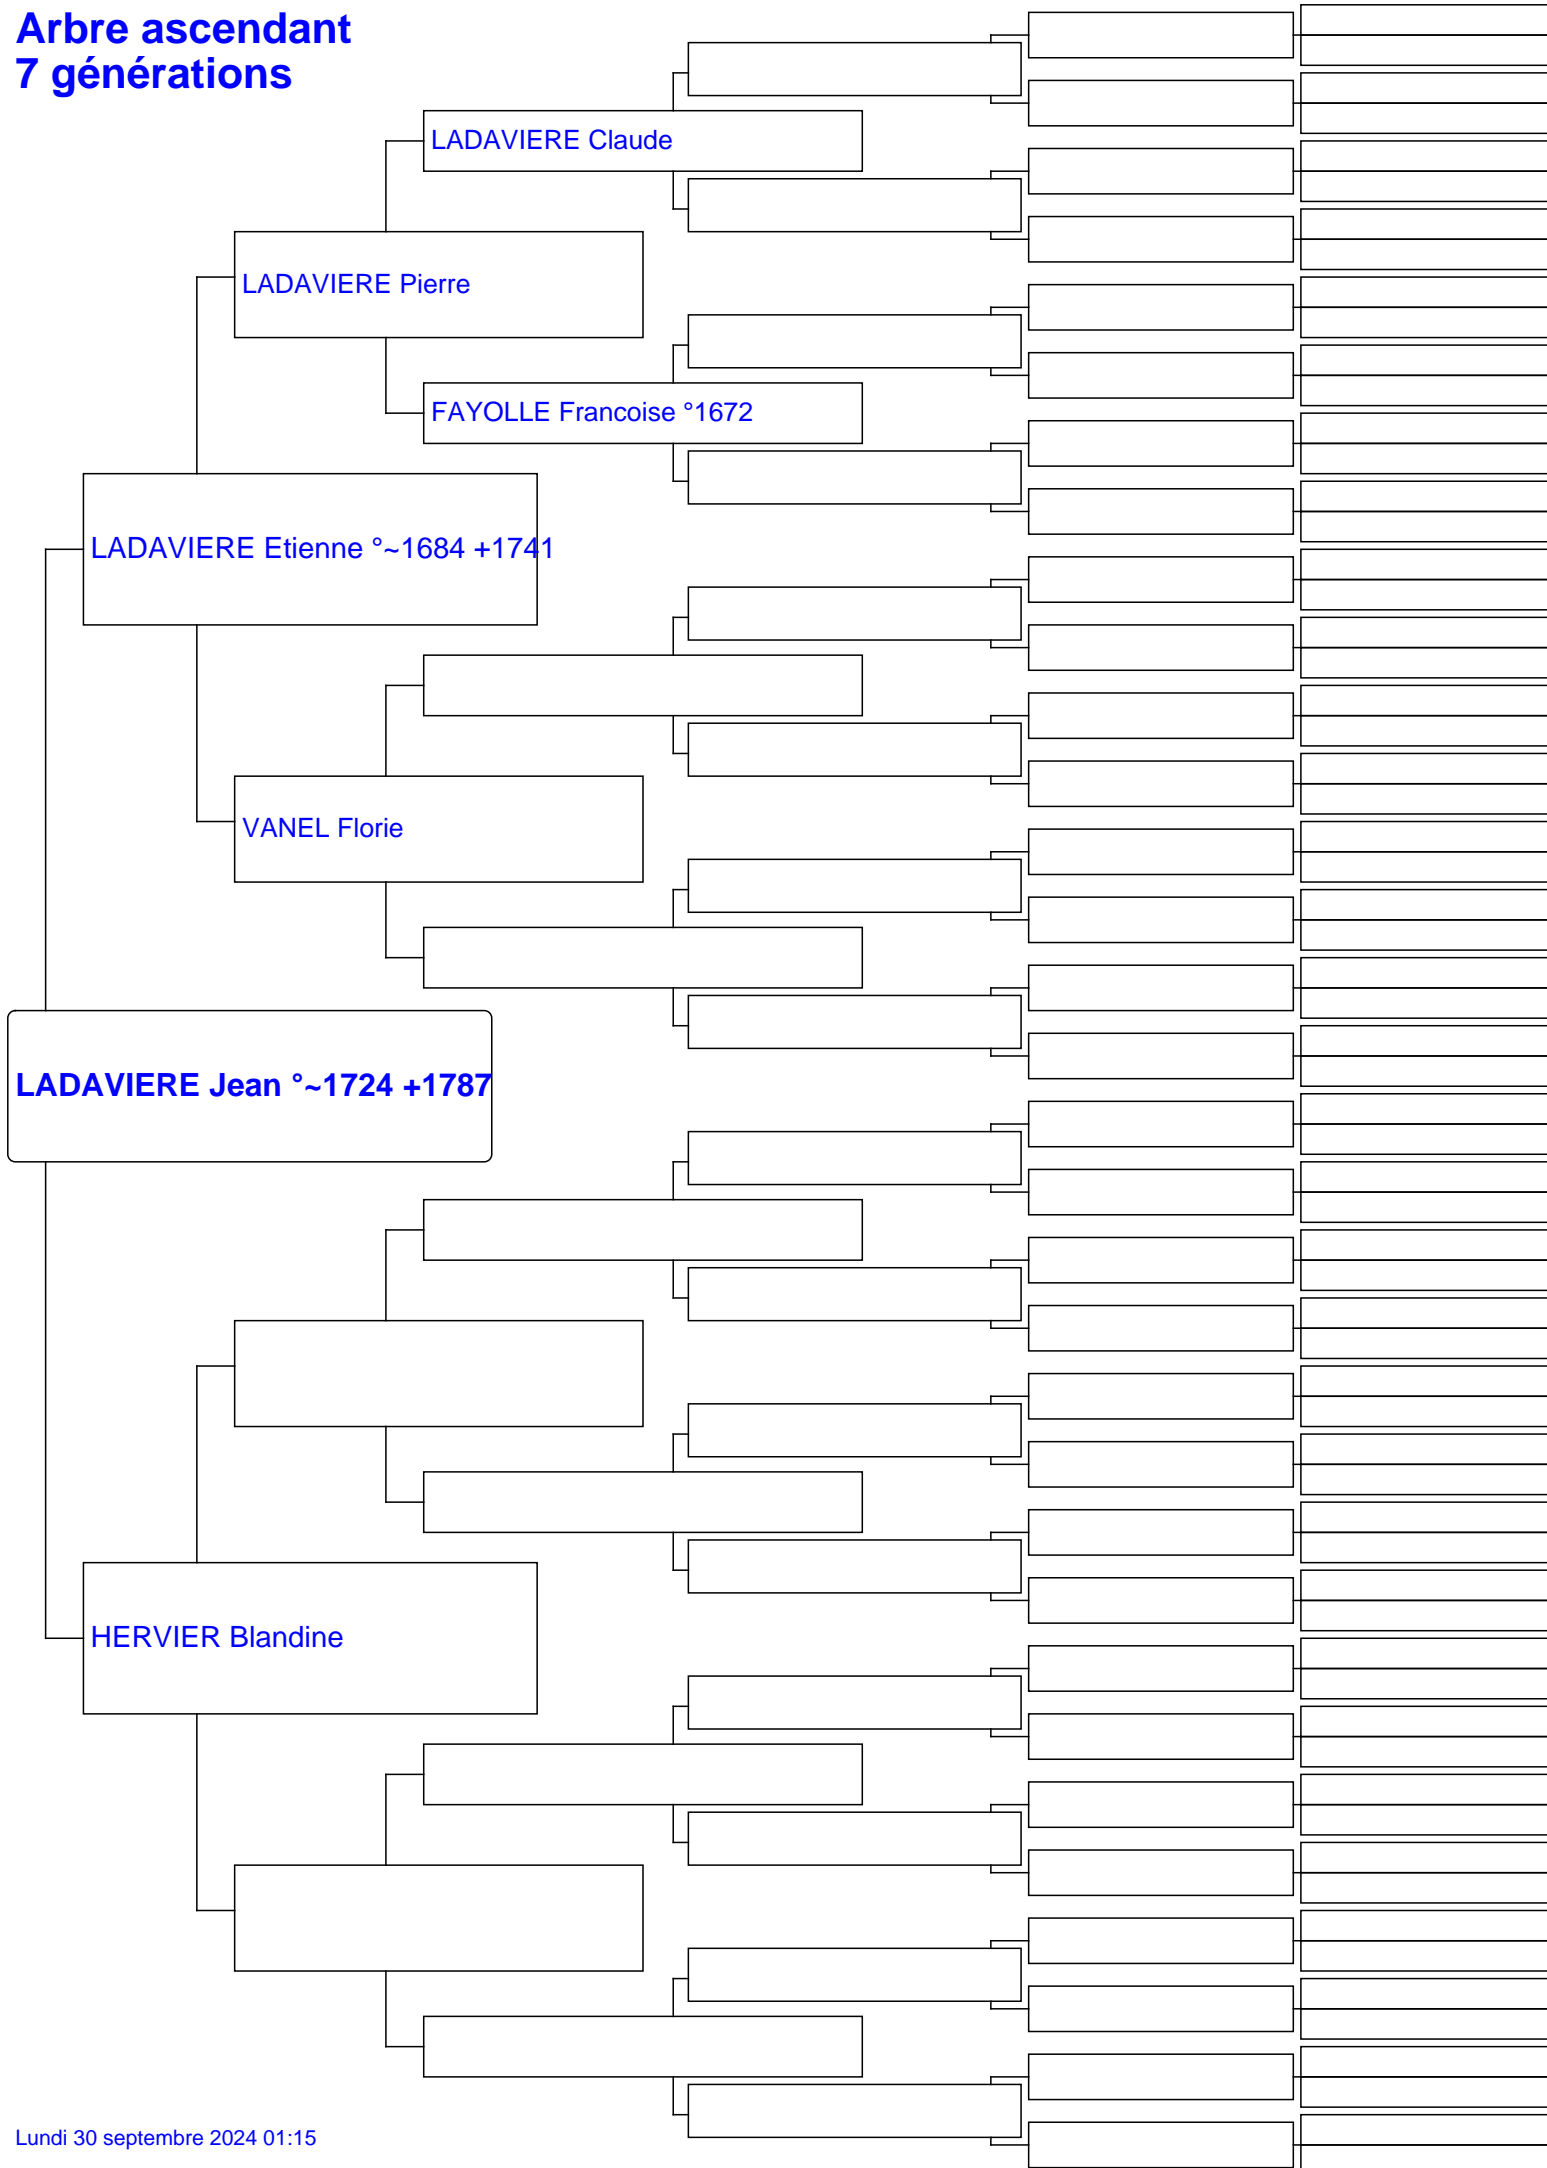 Arbre ascendant
7 générations
LADAVIERE Claude
LADAVIERE Pierre
FAYOLLE Francoise °1672
LADAVIERE Etienne °~1684 +1741
VANEL Florie
LADAVIERE Jean °~1724 +1787
HERVIER Blandine
Lundi 30 septembre 2024 01:15